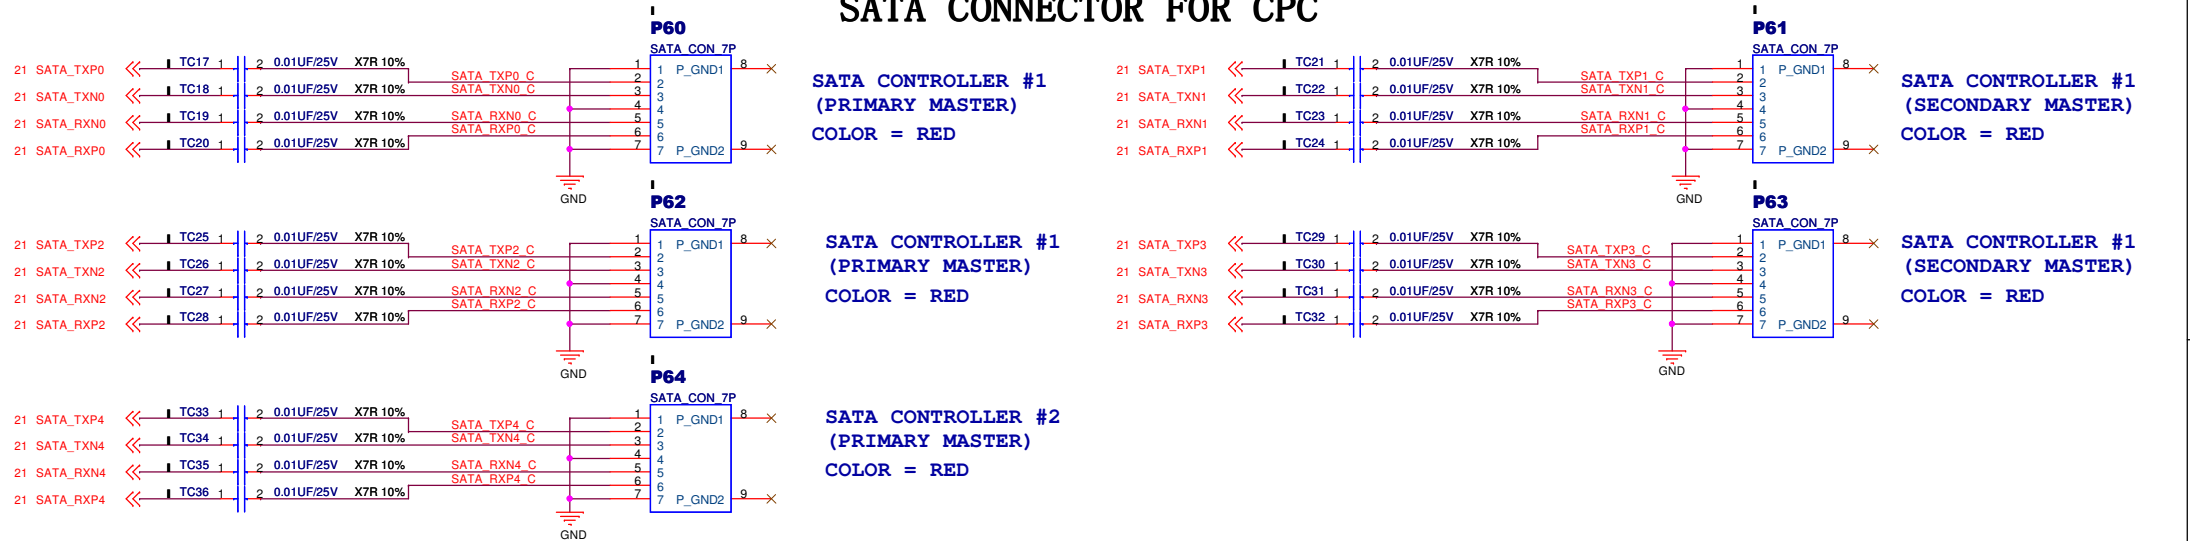 SATA CONNECTOR FOR CPC
P60
SATA_CON_7P
21 SATA_TXP0 TC17 1 2 0.01UF/25V X7R 10% SATA_TXP0_C
21 SATA_TXN0 TC18 1 2 0.01UF/25V X7R 10% SATA_TXN0_C
21 SATA_RXN0 TC19 1 2 0.01UF/25V X7R 10% SATA_RXN0_C
21 SATA_RXP0 TC20 1 2 0.01UF/25V X7R 10% SATA_RXP0_C
1 1 P_GND1 8
2 2
3 3
4 4
5 5
6 6
7 7 P_GND2 9
GND
SATA CONTROLLER #1
(PRIMARY MASTER)
COLOR = RED
P61
SATA_CON_7P
21 SATA_TXP1 TC21 1 2 0.01UF/25V X7R 10% SATA_TXP1_C
21 SATA_TXN1 TC22 1 2 0.01UF/25V X7R 10% SATA_TXN1_C
21 SATA_RXN1 TC23 1 2 0.01UF/25V X7R 10% SATA_RXN1_C
21 SATA_RXP1 TC24 1 2 0.01UF/25V X7R 10% SATA_RXP1_C
1 1 P_GND1 8
2 2
3 3
4 4
5 5
6 6
7 7 P_GND2 9
GND
SATA CONTROLLER #1
(SECONDARY MASTER)
COLOR = RED
P62
SATA_CON_7P
21 SATA_TXP2 TC25 1 2 0.01UF/25V X7R 10% SATA_TXP2_C
21 SATA_TXN2 TC26 1 2 0.01UF/25V X7R 10% SATA_TXN2_C
21 SATA_RXN2 TC27 1 2 0.01UF/25V X7R 10% SATA_RXN2_C
21 SATA_RXP2 TC28 1 2 0.01UF/25V X7R 10% SATA_RXP2_C
1 1 P_GND1 8
2 2
3 3
4 4
5 5
6 6
7 7 P_GND2 9
GND
SATA CONTROLLER #1
(PRIMARY MASTER)
COLOR = RED
P63
SATA_CON_7P
21 SATA_TXP3 TC29 1 2 0.01UF/25V X7R 10% SATA_TXP3_C
21 SATA_TXN3 TC30 1 2 0.01UF/25V X7R 10% SATA_TXN3_C
21 SATA_RXN3 TC31 1 2 0.01UF/25V X7R 10% SATA_RXN3_C
21 SATA_RXP3 TC32 1 2 0.01UF/25V X7R 10% SATA_RXP3_C
1 1 P_GND1 8
2 2
3 3
4 4
5 5
6 6
7 7 P_GND2 9
GND
SATA CONTROLLER #1
(SECONDARY MASTER)
COLOR = RED
P64
SATA_CON_7P
21 SATA_TXP4 TC33 1 2 0.01UF/25V X7R 10% SATA_TXP4_C
21 SATA_TXN4 TC34 1 2 0.01UF/25V X7R 10% SATA_TXN4_C
21 SATA_RXN4 TC35 1 2 0.01UF/25V X7R 10% SATA_RXN4_C
21 SATA_RXP4 TC36 1 2 0.01UF/25V X7R 10% SATA_RXP4_C
1 1 P_GND1 8
2 2
3 3
4 4
5 5
6 6
7 7 P_GND2 9
GND
SATA CONTROLLER #2
(PRIMARY MASTER)
COLOR = RED